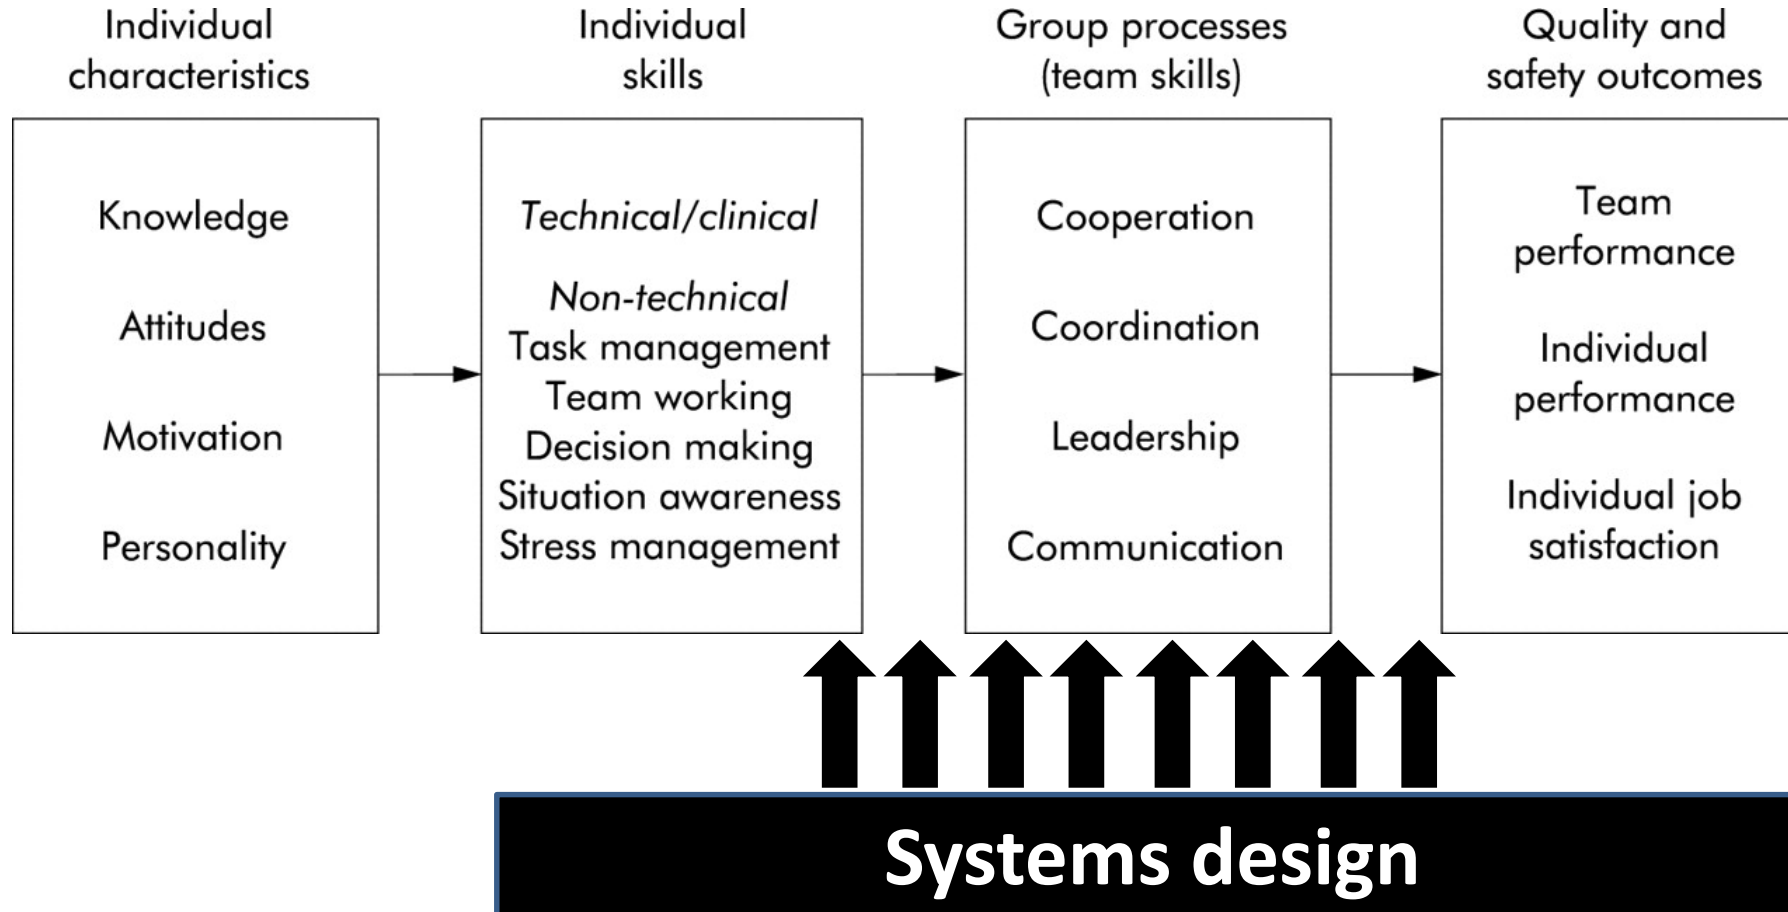 Individual
characteristics
Knowledge
Attitudes
Motivation
Personality
Individual
skills
Technical/clinical
Non-technical
Task management
Team working
Decision making
Situation awareness
Stress management
Group processes
(team skills)
Cooperation
Coordination
Leadership
Communication
Quality and
safety outcomes
Team
performance
Individual
performance
Individual job
satisfaction
Systems design